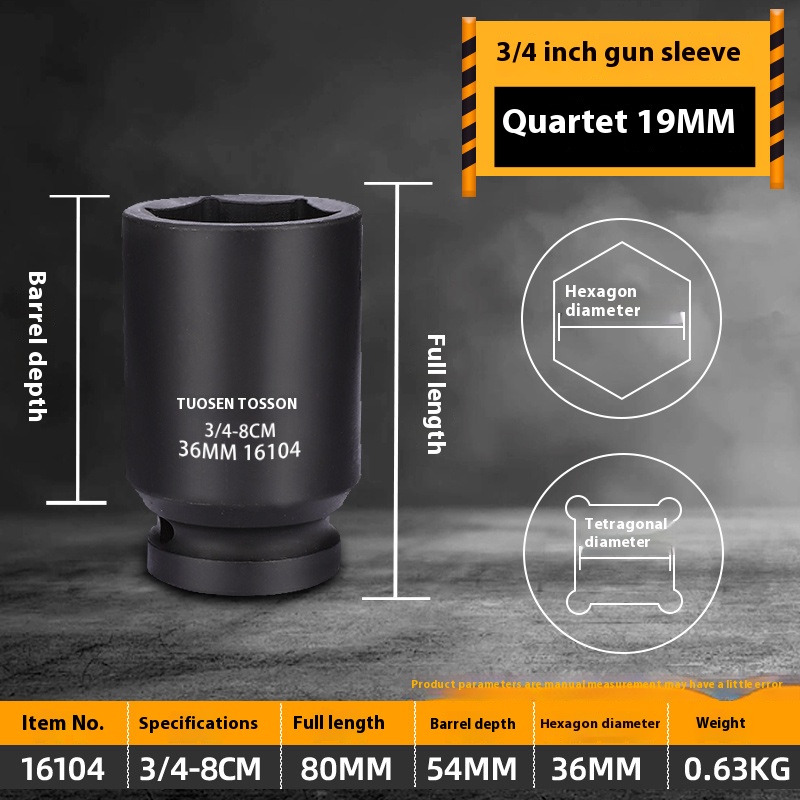 3/4 inch gun sleeve
Quartet 19MM
Barrel depth
Full length
TUOSEN TOSSON
3/4-8CM
36MM 16104
Hexagon
diameter
Tetragonal
diameter
Product parameters are manual measurement may have a little error
Item No. Specifications Full length Barrel depth Hexagon diameter Weight
16104 3/4-8CM 80MM 54MM 36MM 0.63KG